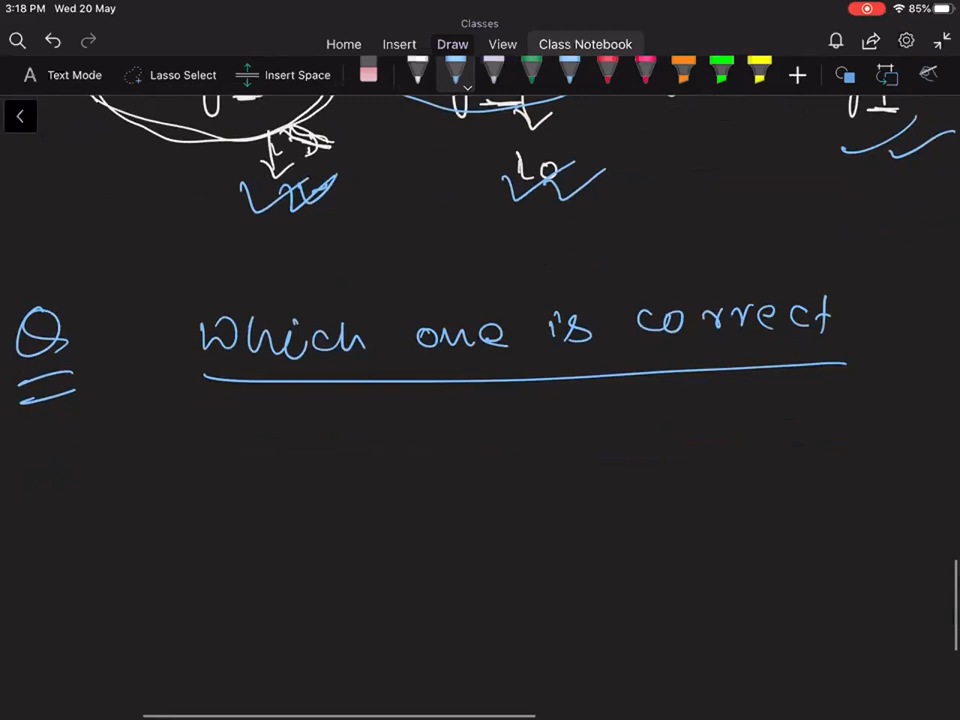 3:18 PM Wed 20 May
85%
Classes
Home Insert Draw View Class Notebook
A Text Mode Lasso Select Insert Space
L D
LO
Q Which one is correct